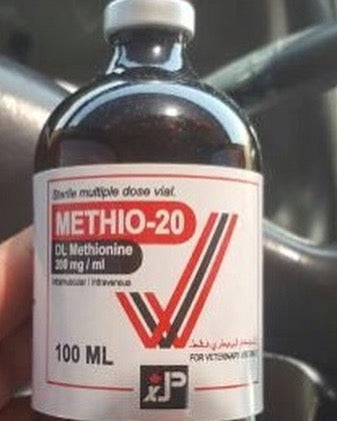 Sterile multiple dose vial.
METHIO-20
DL Methionine
200 mg / ml
Intramuscular / Intravenous
100 ML
FOR VETERINARY USE ONLY
JP